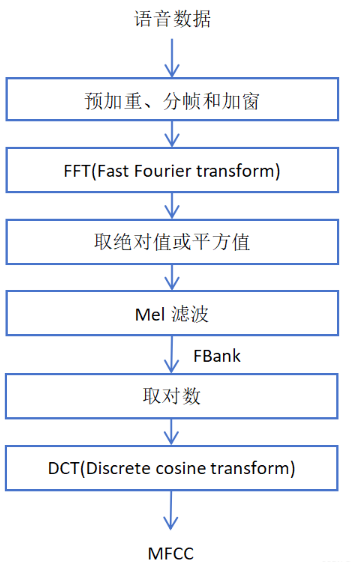 语音数据
预加重、分帧和加窗
FFT(Fast Fourier transform)
取绝对值或平方值
Mel 滤波
FBank
取对数
DCT(Discrete cosine transform)
MFCC